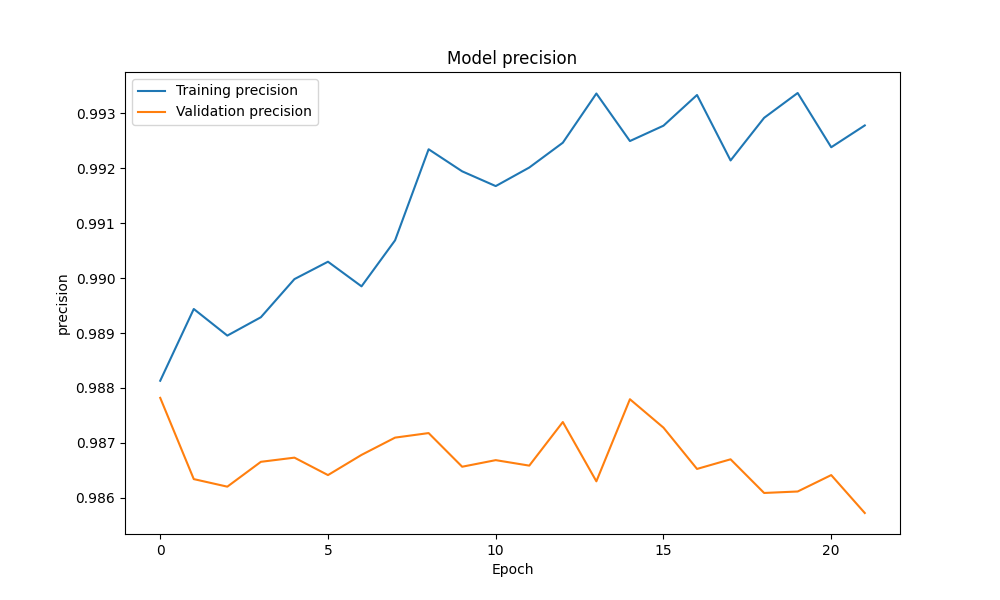 Model precision
Training precision
Validation precision
0.993
0.992
0.991
0.990
0.989
0.988
0.987
0.986
precision
0
5
10
15
20
Epoch